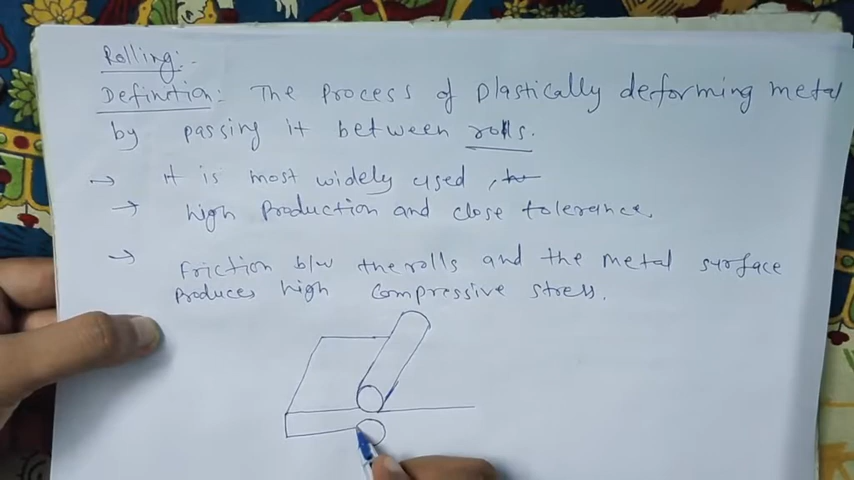 Rolling:-
Definition: The Process of Plastically deforming metal
by passing it between rolls.
→ It is most widely used,
→ high Production and close tolerance.
→ Friction b/w the rolls and the metal surface
Produces high compressive stress.